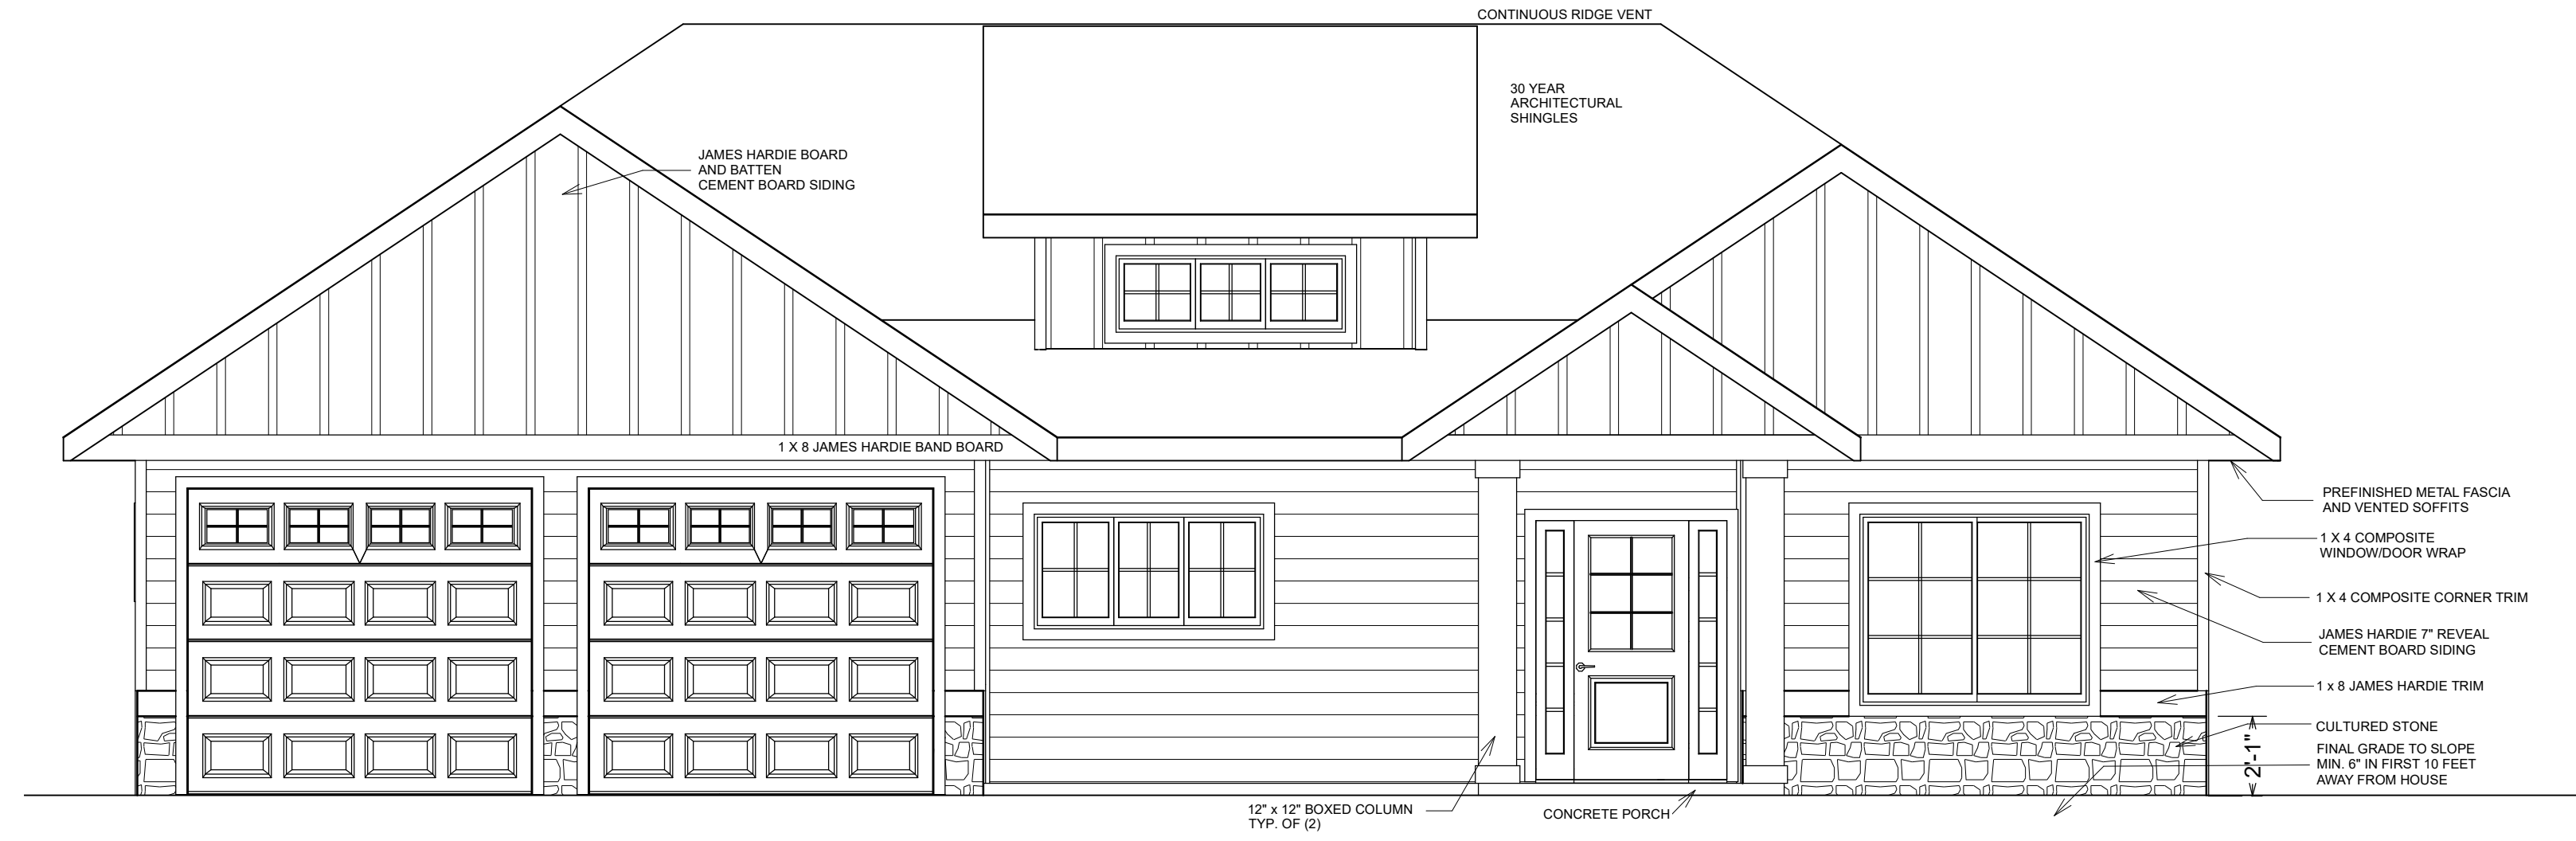 CONTINUOUS RIDGE VENT
30 YEAR
ARCHITECTURAL
SHINGLES
JAMES HARDIE BOARD
AND BATTEN
CEMENT BOARD SIDING
1 X 8 JAMES HARDIE BAND BOARD
PREFINISHED METAL FASCIA
AND VENTED SOFFITS
1 X 4 COMPOSITE
WINDOW/DOOR WRAP
1 X 4 COMPOSITE CORNER TRIM
JAMES HARDIE 7" REVEAL
CEMENT BOARD SIDING
1 x 8 JAMES HARDIE TRIM
CULTURED STONE
FINAL GRADE TO SLOPE
MIN. 6" IN FIRST 10 FEET
AWAY FROM HOUSE
2'-1"
12" x 12" BOXED COLUMN
TYP. OF (2)
CONCRETE PORCH